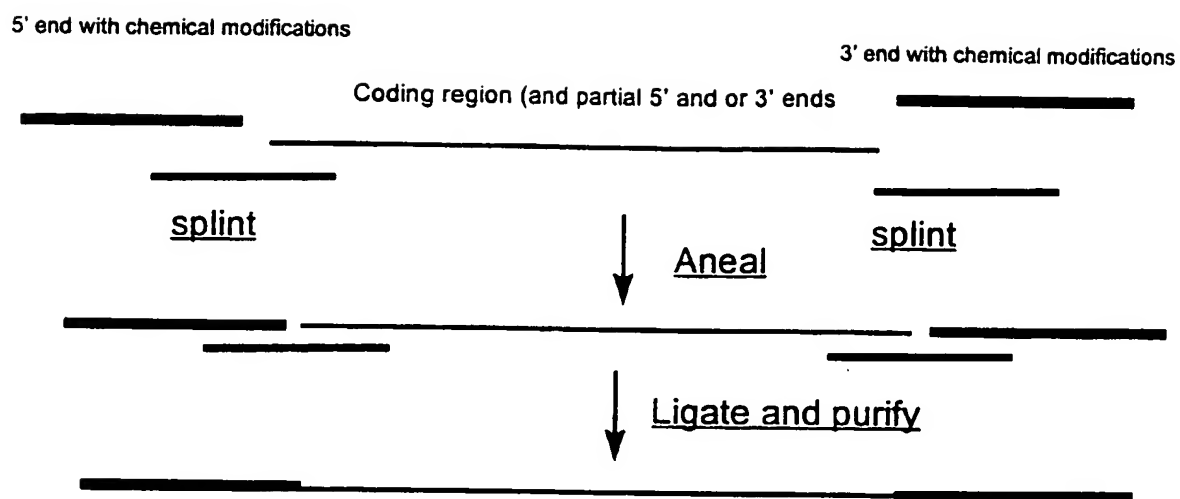 5' end with chemical modifications
3' end with chemical modifications
Coding region (and partial 5' and or 3' ends
splint
splint
Aneal
Ligate and purify